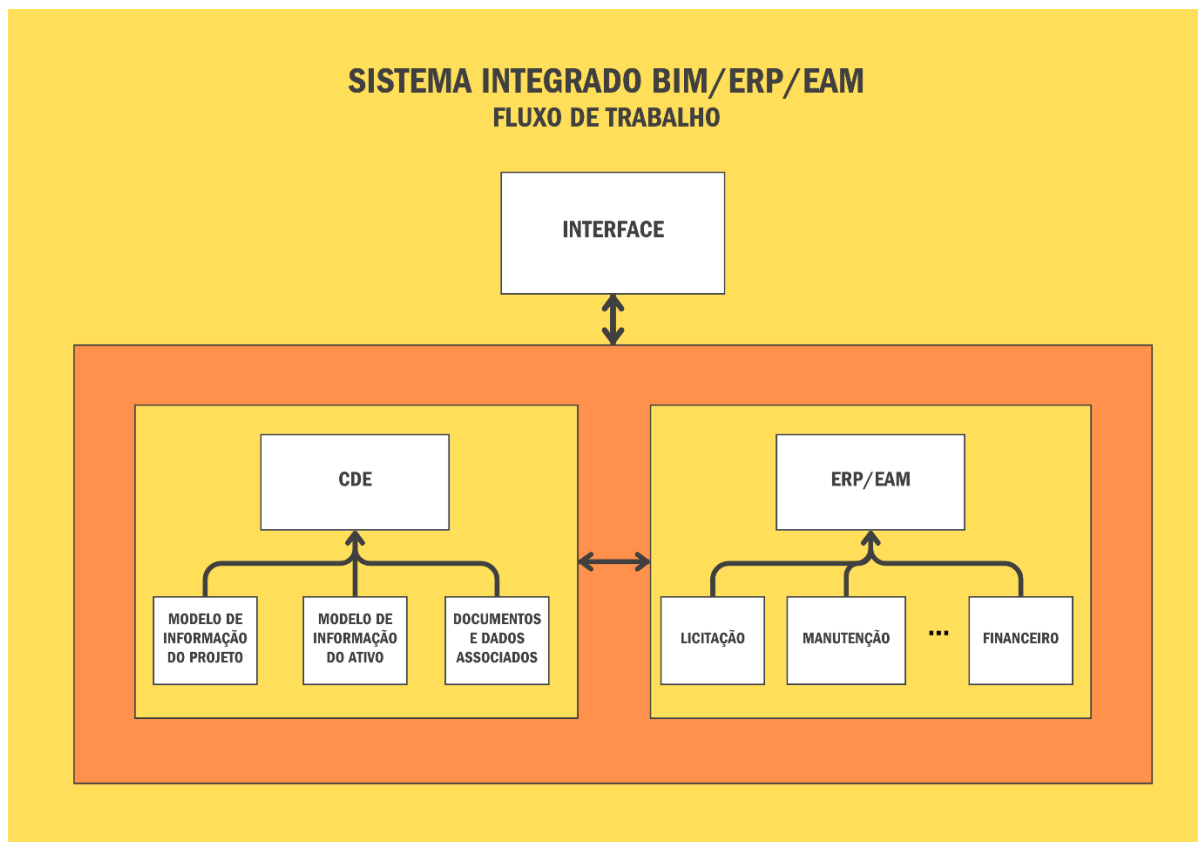 SISTEMA INTEGRADO BIM/ERP/EAM
FLUXO DE TRABALHO
INTERFACE
CDE
MODELO DE
INFORMAÇÃO
DO PROJETO
MODELO DE
INFORMAÇÃO
DO ATIVO
DOCUMENTOS
E DADOS
ASSOCIADOS
ERP/EAM
LICITAÇÃO
MANUTENÇÃO
...
FINANCEIRO